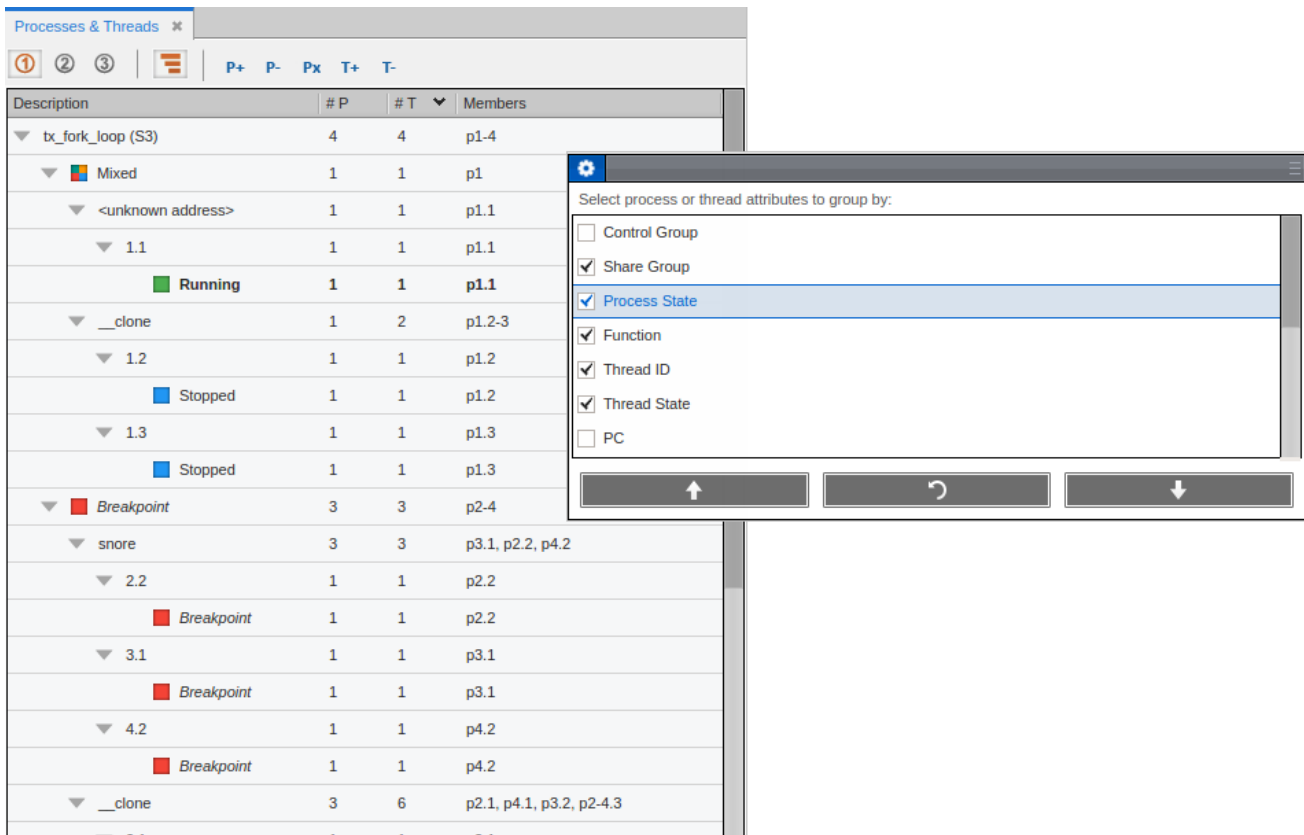 Processes & Threads
1 2 3 P+ P- Px T+ T-
Description # P # T Members
tx_fork_loop (S3) 4 4 p1-4
Mixed 1 1 p1
<unknown address> 1 1 p1.1
1.1 1 1 p1.1
Running 1 1 p1.1
__clone 1 2 p1.2-3
1.2 1 1 p1.2
Stopped 1 1 p1.2
1.3 1 1 p1.3
Stopped 1 1 p1.3
Breakpoint 3 3 p2-4
snore 3 3 p3.1, p2.2, p4.2
2.2 1 1 p2.2
Breakpoint 1 1 p2.2
3.1 1 1 p3.1
Breakpoint 1 1 p3.1
4.2 1 1 p4.2
Breakpoint 1 1 p4.2
__clone 3 6 p2.1, p4.1, p3.2, p2-4.3
Select process or thread attributes to group by:
Control Group
Share Group
Process State
Function
Thread ID
Thread State
PC